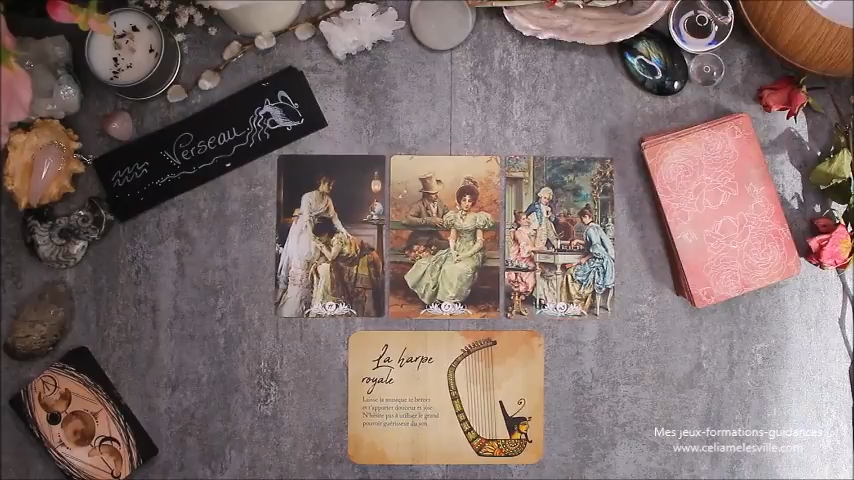 Verseau
La harpe
royale
Laisse la musique te bercer
et t'apporter douceur et joie.
N'hésite pas à utiliser le grand
pouvoir guérisseur du son.
Mes jeux-formations-guidances
www.celiamelesville.com